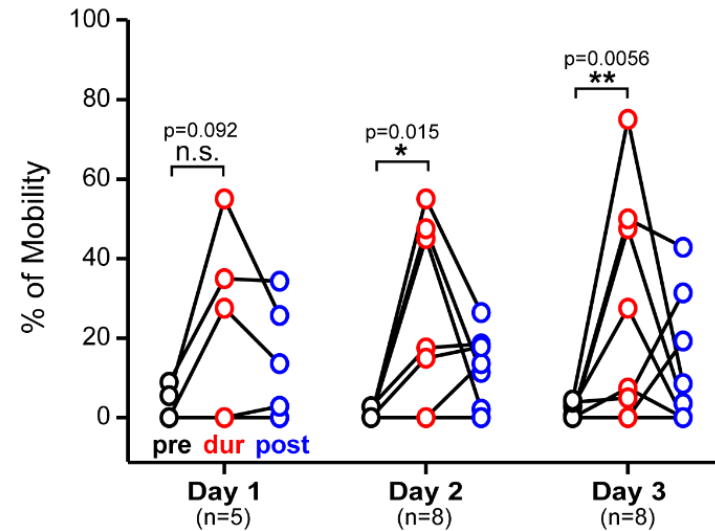 100
80
60
40
20
0
% of Mobility
p=0.092
n.s.
p=0.015
*
p=0.0056
**
pre dur post
Day 1
(n=5)
Day 2
(n=8)
Day 3
(n=8)